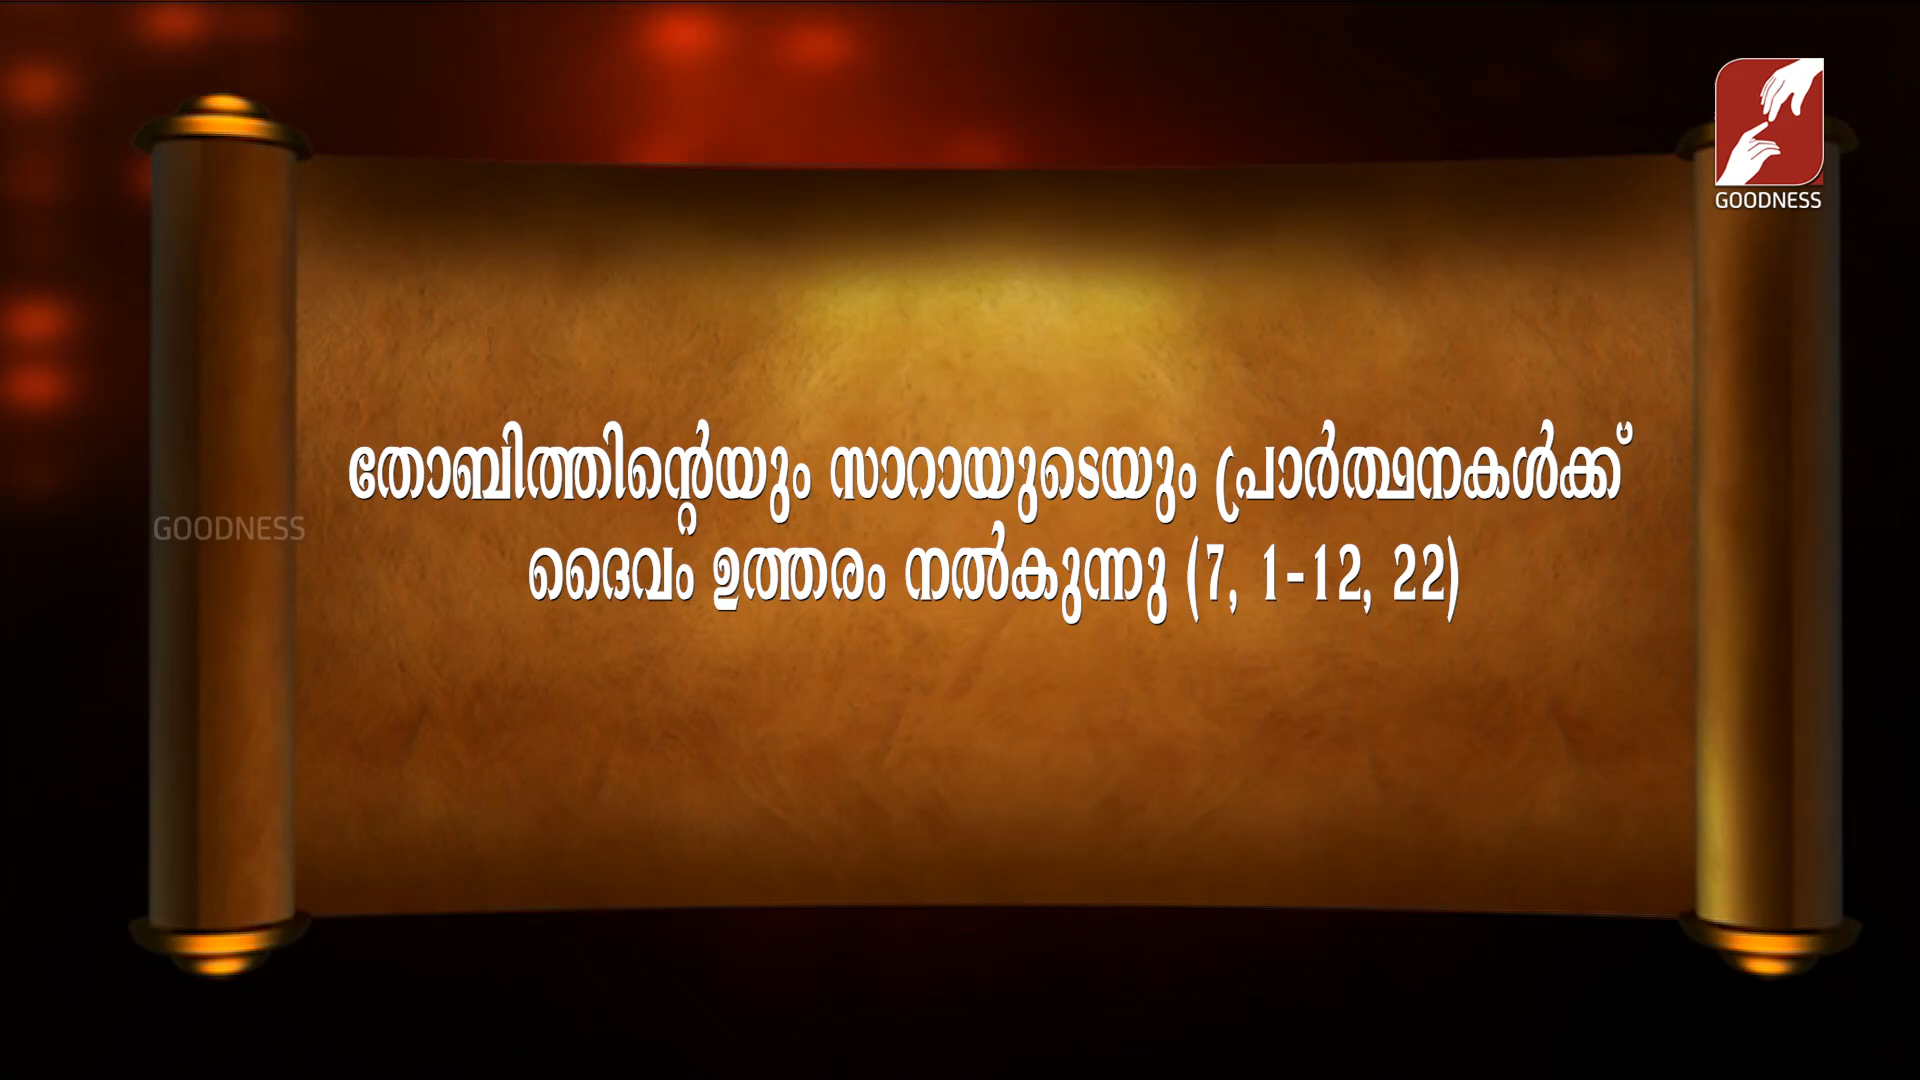 GOODNESS
തോബിത്തിന്റെയും സാറായുടെയും പ്രാർത്ഥനകൾക്ക്
GOODNESS
ദൈവം ഉത്തരം നൽകുന്നു (7, 1-12, 22)